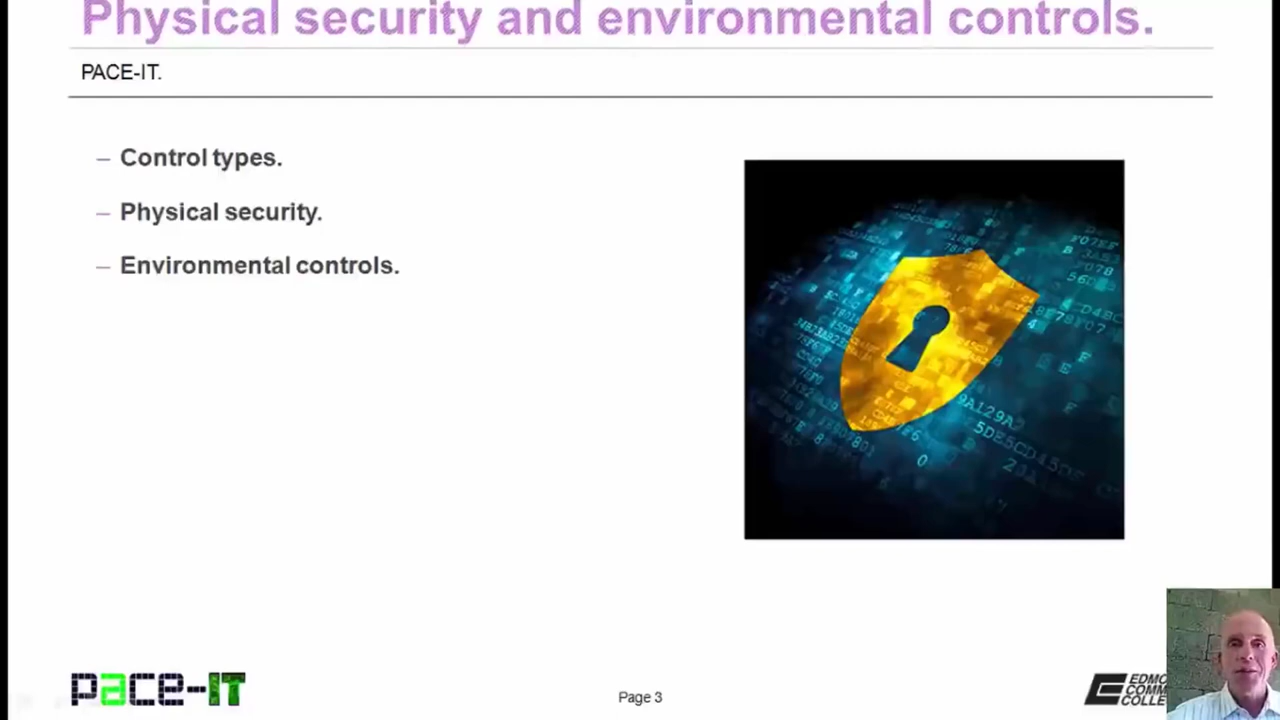 Physical security and environmental controls.
PACE-IT.
– Control types.
– Physical security.
– Environmental controls.
pace-IT
Page 3